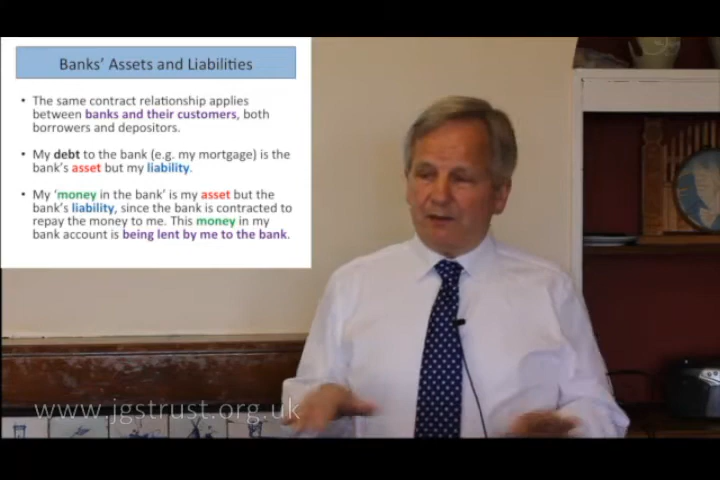 Banks' Assets and Liabilities
• The same contract relationship applies
between banks and their customers, both
borrowers and depositors.
• My debt to the bank (e.g. my mortgage) is the
bank's asset but my liability.
• My 'money in the bank' is my asset but the
bank's liability, since the bank is contracted to
repay the money to me. This money in my
bank account is being lent by me to the bank.
www.jgstrust.org.uk